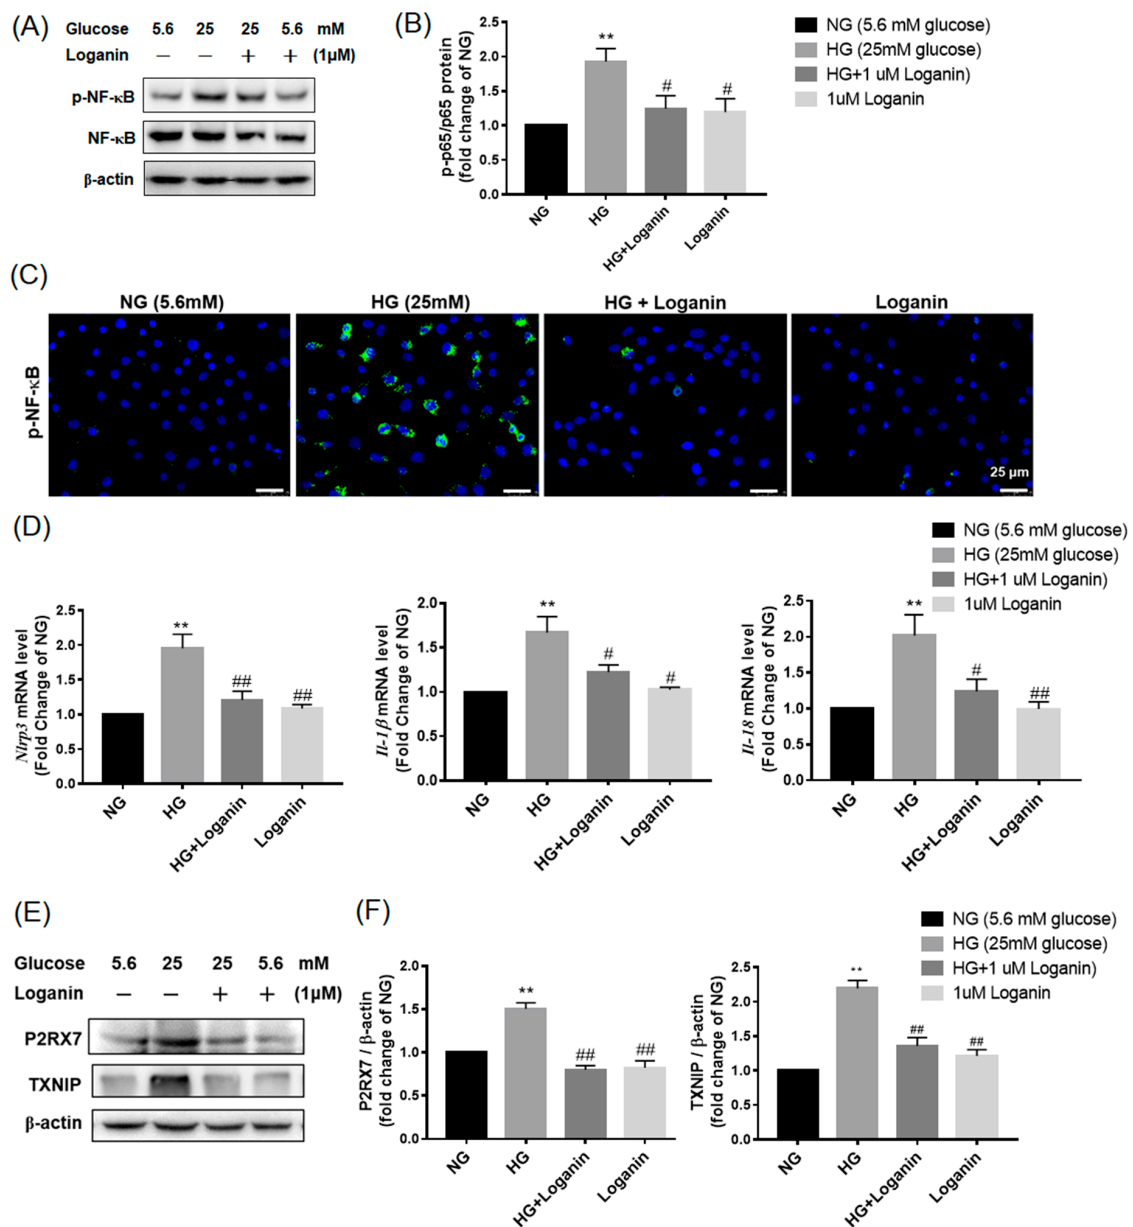 (A)
Glucose 5.6 25 25 5.6 mM
Loganin — — + + (1μM)
p-NF-κB
NF-κB
β-actin
(B)
p-p65/p65 protein
(fold change of NG)
2.5
2.0
1.5
1.0
0.5
0.0
**
#
#
NG
HG
HG+Loganin
Loganin
NG (5.6 mM glucose)
HG (25mM glucose)
HG+1 uM Loganin)
1uM Loganin
(C)
NG (5.6mM)
HG (25mM)
HG + Loganin
Loganin
p-NF-κB
25 μm
(D)
NG (5.6 mM glucose)
HG (25mM glucose)
HG+1 uM Loganin)
1uM Loganin
Nlrp3 mRNA level
(Fold Change of NG)
2.5
2.0
1.5
1.0
0.5
0.0
**
##
##
NG
HG
HG+Loganin
Loganin
Il-1β mRNA level
(Fold Change of NG)
2.0
1.5
1.0
0.5
0.0
**
#
#
NG
HG
HG+Loganin
Loganin
Il-18 mRNA level
(Fold Change of NG)
2.5
2.0
1.5
1.0
0.5
0.0
**
#
##
NG
HG
HG+Loganin
Loganin
(E)
Glucose 5.6 25 25 5.6 mM
Loganin — — + + (1μM)
P2RX7
TXNIP
β-actin
(F)
P2RX7 / β-actin
(fold change of NG)
2.0
1.5
1.0
0.5
0.0
**
##
##
NG
HG
HG+Loganin
Loganin
TXNIP / β-actin
(fold change of NG)
2.5
2.0
1.5
1.0
0.5
0.0
**
##
##
NG
HG
HG+Loganin
Loganin
NG (5.6 mM glucose)
HG (25mM glucose)
HG+1 uM Loganin)
1uM Loganin